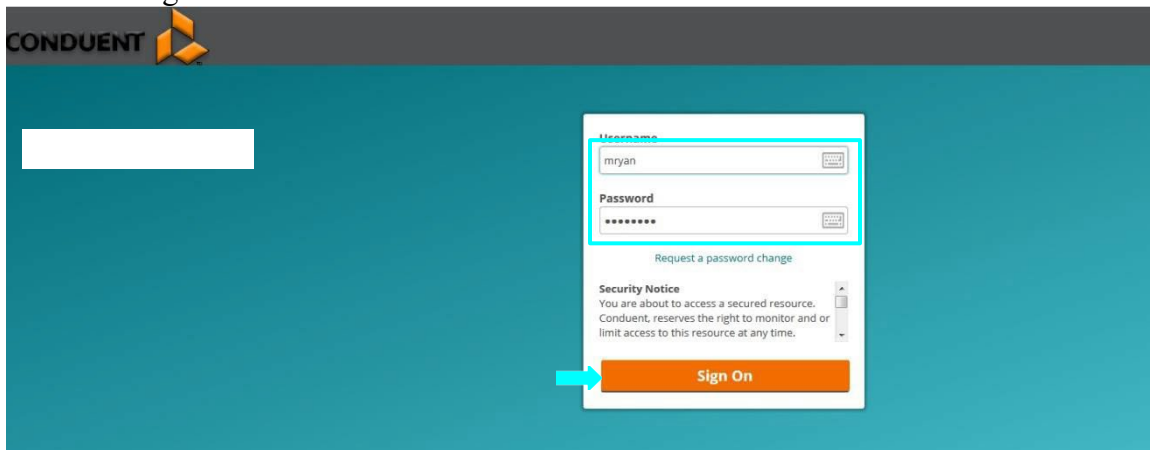 CONDUENT
Username
mryan
Password
••••••••
Request a password change
Security Notice
You are about to access a secured resource.
Conduent, reserves the right to monitor and or
limit access to this resource at any time.
Sign On